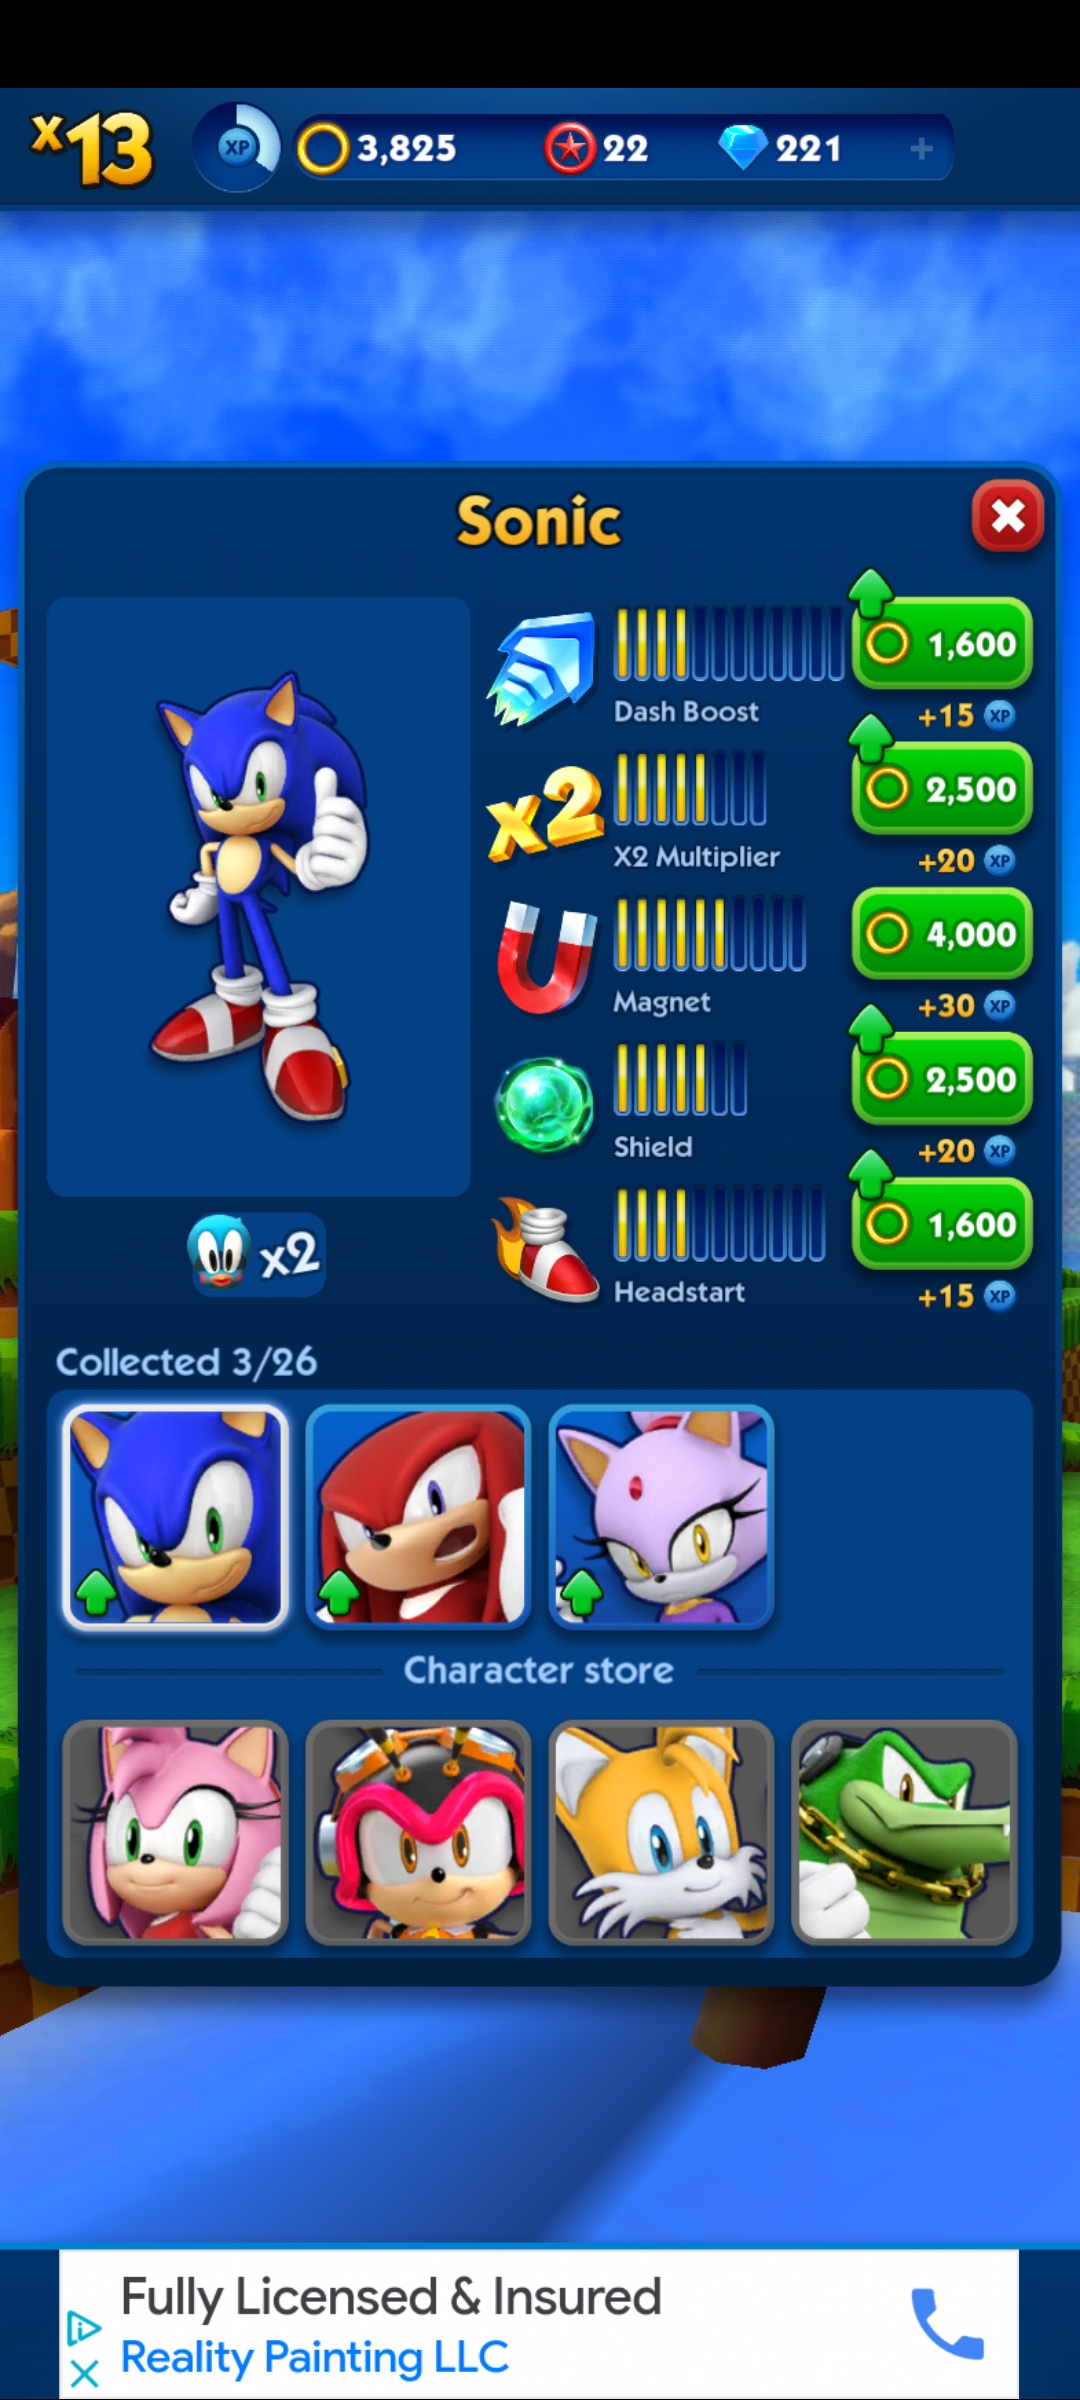 x13 XP 3,825 22 221 +
Sonic
1,600
Dash Boost
+15 XP
x2
2,500
X2 Multiplier
+20 XP
4,000
Magnet
+30 XP
2,500
Shield
+20 XP
x2
1,600
Headstart
+15 XP
Collected 3/26
Character store
Fully Licensed & Insured
Reality Painting LLC